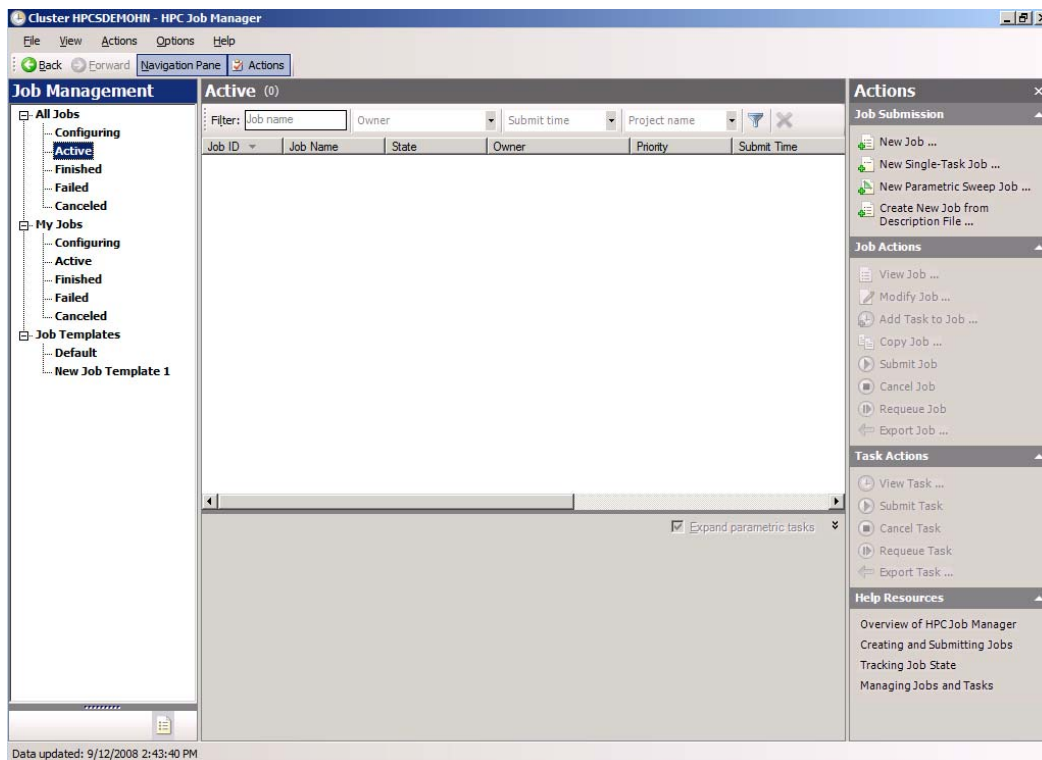 Cluster HPCSDEMOHN - HPC Job Manager
File View Actions Options Help
Back Forward Navigation Pane Actions
Job Management
All Jobs
Configuring
Active
Finished
Failed
Canceled
My Jobs
Configuring
Active
Finished
Failed
Canceled
Job Templates
Default
New Job Template 1
Active (0)
Filter: Job name Owner Submit time Project name
Job ID Job Name State Owner Priority Submit Time
Expand parametric tasks
Actions
Job Submission
New Job ...
New Single-Task Job ...
New Parametric Sweep Job ...
Create New Job from
Description File ...
Job Actions
View Job ...
Modify Job ...
Add Task to Job ...
Copy Job ...
Submit Job
Cancel Job
Requeue Job
Export Job ...
Task Actions
View Task ...
Submit Task
Cancel Task
Requeue Task
Export Task ...
Help Resources
Overview of HPC Job Manager
Creating and Submitting Jobs
Tracking Job State
Managing Jobs and Tasks
Data updated: 9/12/2008 2:43:40 PM